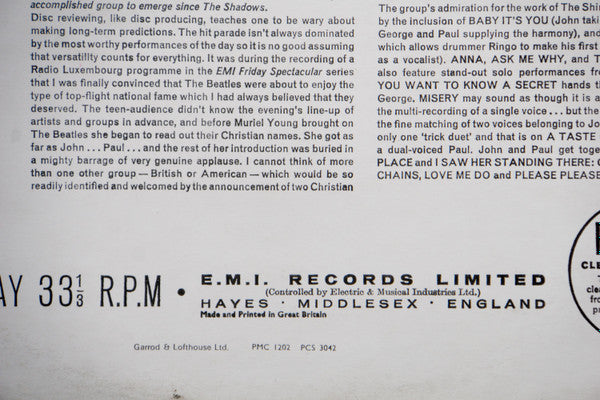 accomplished group to emerge since The Shadows.
Disc reviewing, like disc producing, teaches one to be wary about
making long-term predictions. The hit parade isn't always dominated
by the most worthy performances of the day so it is no good assuming
that versatility counts for everything. It was during the recording of a
Radio Luxembourg programme in the EMI Friday Spectacular series
that I was finally convinced that The Beatles were about to enjoy the
type of top-flight national fame which I had always believed that they
deserved. The teen-audience didn't know the evening's line-up of
artists and groups in advance, and before Muriel Young brought on
The Beatles she began to read out their Christian names. She got as
far as John ... Paul ... and the rest of her introduction was buried in
a mighty barrage of very genuine applause. I cannot think of more
than one other group — British or American — which would be so
readily identified and welcomed by the announcement of two Christian
The group's admiration for the work of The Shir
by the inclusion of BABY IT'S YOU (John taki
George and Paul supplying the harmony), and
which allows drummer Ringo to make his first
as a vocalist). ANNA, ASK ME WHY, and T
also feature stand-out solo performances fr
YOU WANT TO KNOW A SECRET hands th
George. MISERY may sound as though it is a
the multi-recording of a single voice ... but the
the fine matching of two voices belonging to Jo
only one 'trick duet' and that is on A TASTE
a dual-voiced Paul. John and Paul get toge
PLACE and I SAW HER STANDING THERE: G
CHAINS, LOVE ME DO and PLEASE PLEASE
AY 33⅓ R.P.M •
E.M.I. RECORDS LIMITED
(Controlled by Electric & Musical Industries Ltd.)
HAYES · MIDDLESEX · ENGLAND
Made and Printed in Great Britain
Garrod & Lofthouse Ltd. PMC 1202 PCS 3042
CLE
clea
fro
p